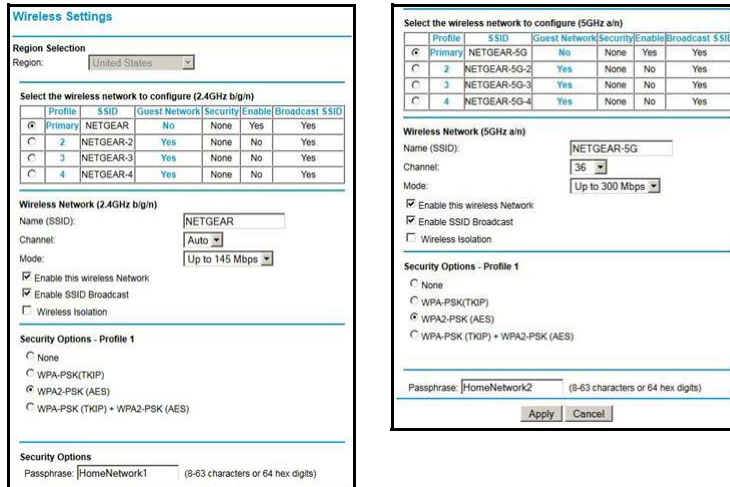 Wireless Settings
Region Selection
Region: United States
Select the wireless network to configure (2.4GHz b/g/n)
Profile SSID Guest Network Security Enable Broadcast SSID
Primary NETGEAR No None Yes Yes
2 NETGEAR-2 Yes None No Yes
3 NETGEAR-3 Yes None No Yes
4 NETGEAR-4 Yes None No Yes
Wireless Network (2.4GHz b/g/n)
Name (SSID): NETGEAR
Channel: Auto
Mode: Up to 145 Mbps
Enable this wireless Network
Enable SSID Broadcast
Wireless Isolation
Security Options - Profile 1
None
WPA-PSK(TKIP)
WPA2-PSK (AES)
WPA-PSK (TKIP) + WPA2-PSK (AES)
Security Options
Passphrase: HomeNetwork1 (8-63 characters or 64 hex digits)
Select the wireless network to configure (5GHz a/n)
Profile SSID Guest Network Security Enable Broadcast SSID
Primary NETGEAR-5G No None Yes Yes
2 NETGEAR-5G-2 Yes None No Yes
3 NETGEAR-5G-3 Yes None No Yes
4 NETGEAR-5G-4 Yes None No Yes
Wireless Network (5GHz a/n)
Name (SSID): NETGEAR-5G
Channel: 36
Mode: Up to 300 Mbps
Enable this wireless Network
Enable SSID Broadcast
Wireless Isolation
Security Options - Profile 1
None
WPA-PSK(TKIP)
WPA2-PSK (AES)
WPA-PSK (TKIP) + WPA2-PSK (AES)
Passphrase: HomeNetwork2 (8-63 characters or 64 hex digits)
Apply Cancel